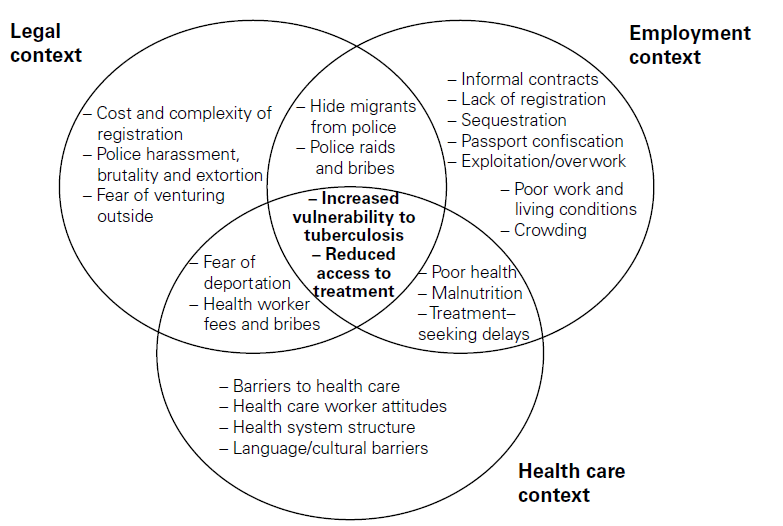 Legal
context
Employment
context
– Cost and complexity of
registration
– Police harassment,
brutality and extortion
– Fear of venturing
outside
– Hide migrants
from police
– Police raids
and bribes
– Informal contracts
– Lack of registration
– Sequestration
– Passport confiscation
– Exploitation/overwork
– Poor work and
living conditions
– Crowding
– Increased
vulnerability to
tuberculosis
– Reduced
access to
treatment
– Fear of
deportation
– Health worker
fees and bribes
– Poor health
– Malnutrition
– Treatment–
seeking delays
– Barriers to health care
– Health care worker attitudes
– Health system structure
– Language/cultural barriers
Health care
context